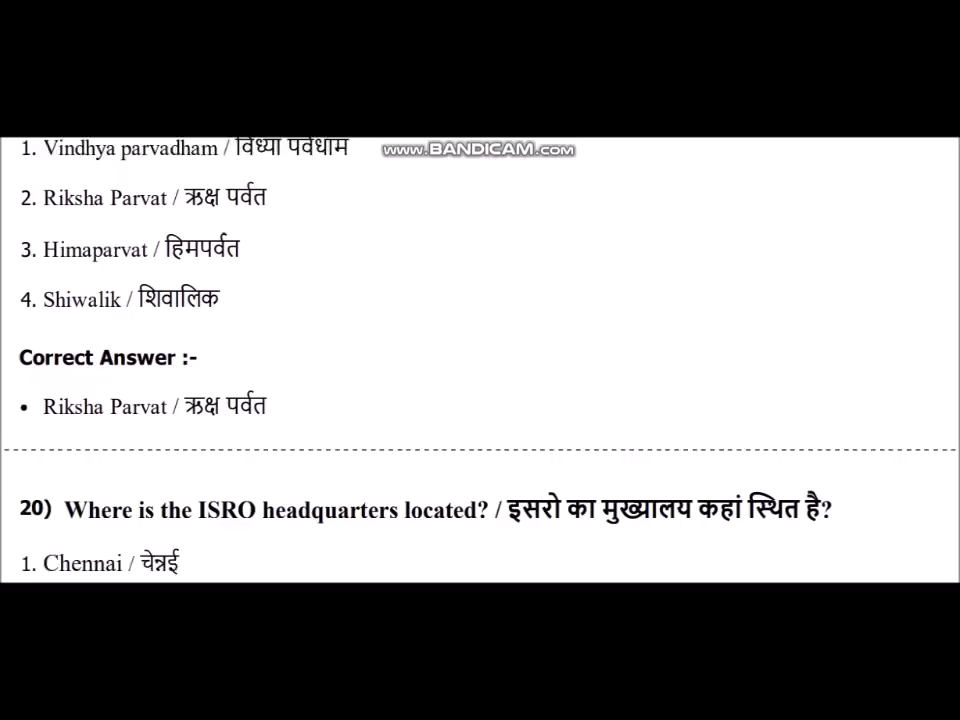 1. Vindhya parvadham / विंध्या पर्वधाम www.BANDICAM.com
2. Riksha Parvat / ऋक्ष पर्वत
3. Himaparvat / हिमपर्वत
4. Shiwalik / शिवालिक
Correct Answer :-
• Riksha Parvat / ऋक्ष पर्वत
20) Where is the ISRO headquarters located? / इसरो का मुख्यालय कहां स्थित है?
1. Chennai / चेन्नई